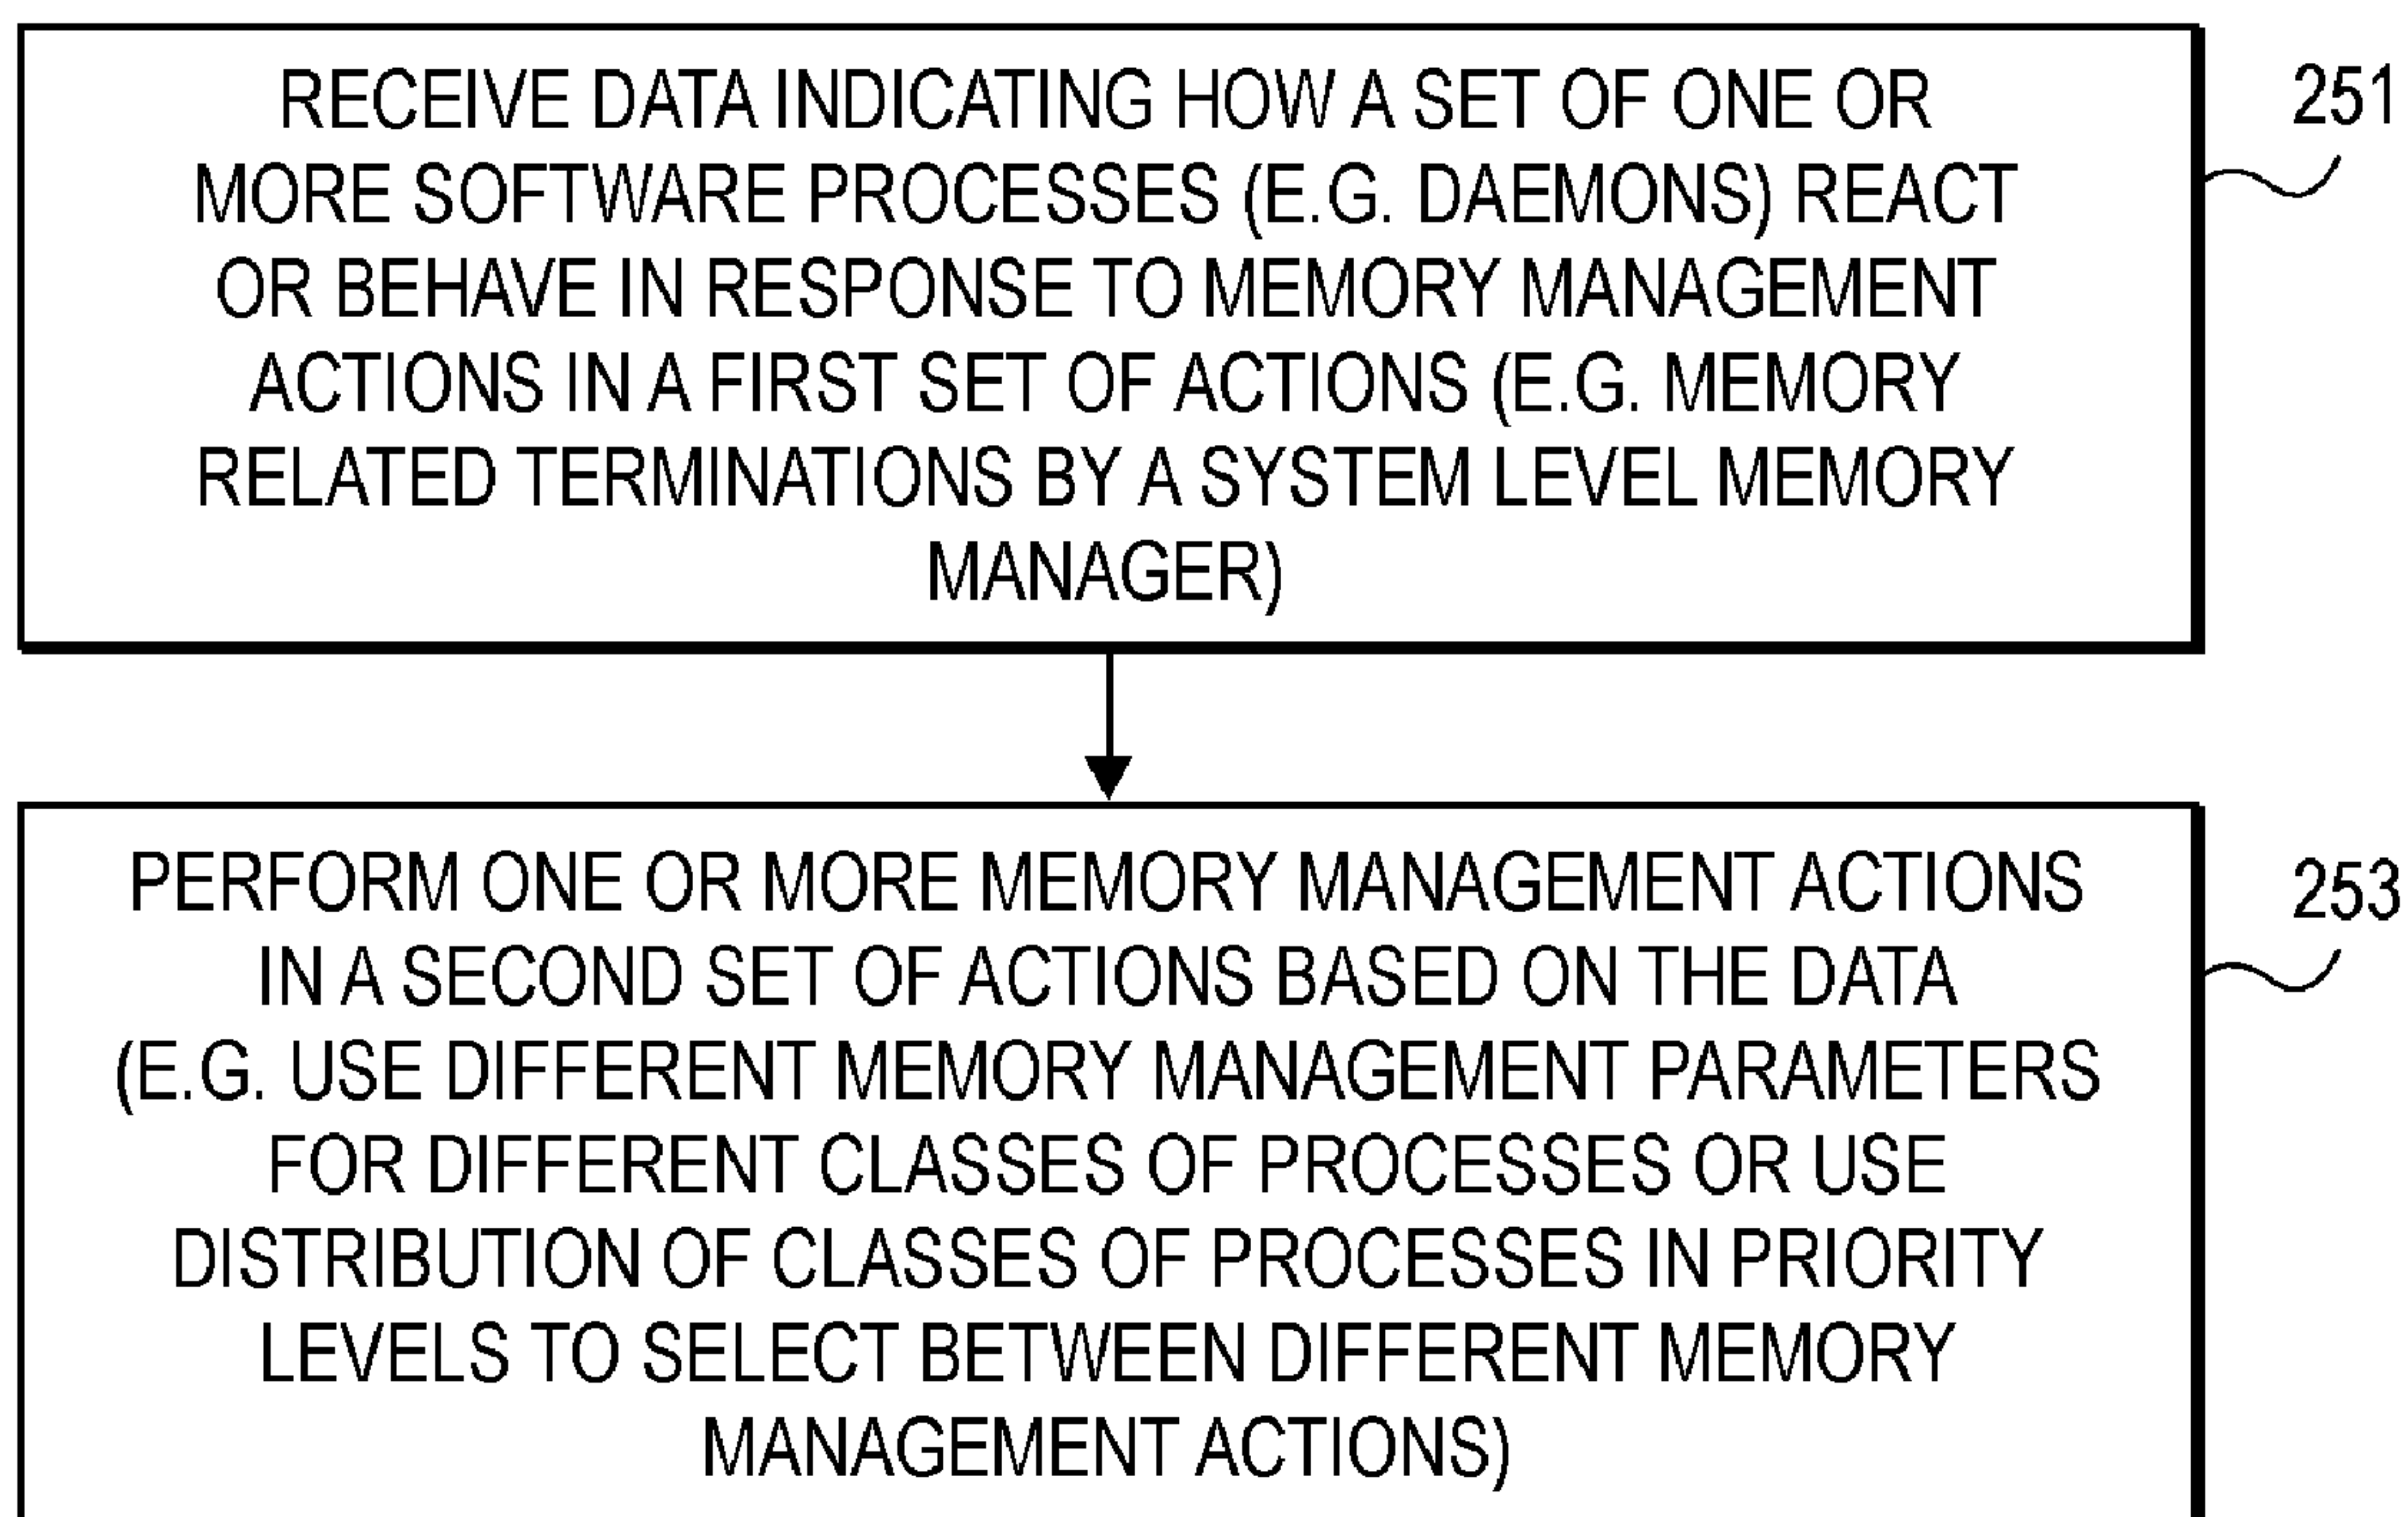 RECEIVE DATA INDICATING HOW A SET OF ONE OR
MORE SOFTWARE PROCESSES (E.G. DAEMONS) REACT
OR BEHAVE IN RESPONSE TO MEMORY MANAGEMENT
ACTIONS IN A FIRST SET OF ACTIONS (E.G. MEMORY
RELATED TERMINATIONS BY A SYSTEM LEVEL MEMORY
MANAGER)
251
PERFORM ONE OR MORE MEMORY MANAGEMENT ACTIONS
IN A SECOND SET OF ACTIONS BASED ON THE DATA
(E.G. USE DIFFERENT MEMORY MANAGEMENT PARAMETERS
FOR DIFFERENT CLASSES OF PROCESSES OR USE
DISTRIBUTION OF CLASSES OF PROCESSES IN PRIORITY
LEVELS TO SELECT BETWEEN DIFFERENT MEMORY
MANAGEMENT ACTIONS)
253